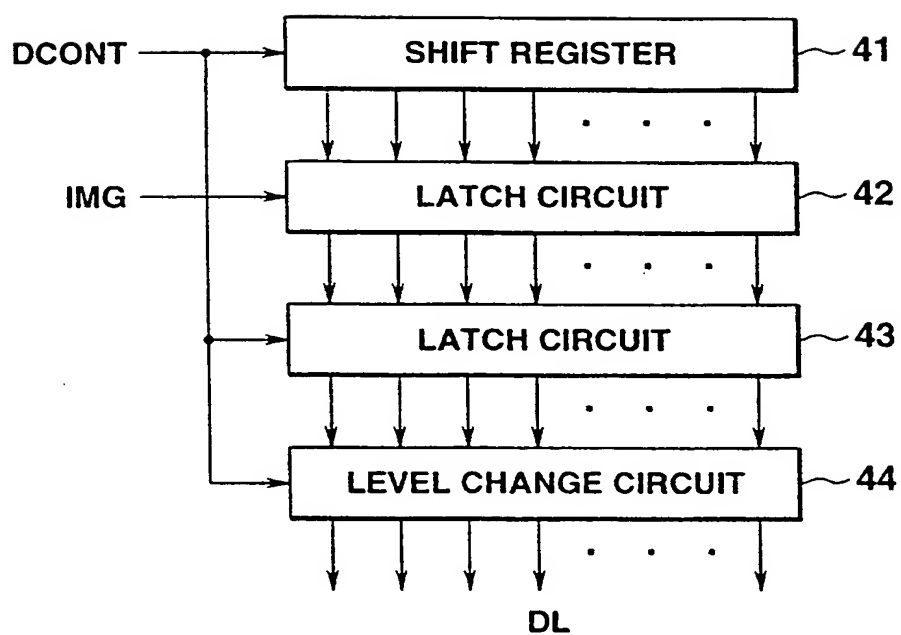 DCONT
SHIFT REGISTER
41
IMG
LATCH CIRCUIT
42
LATCH CIRCUIT
43
LEVEL CHANGE CIRCUIT
44
DL